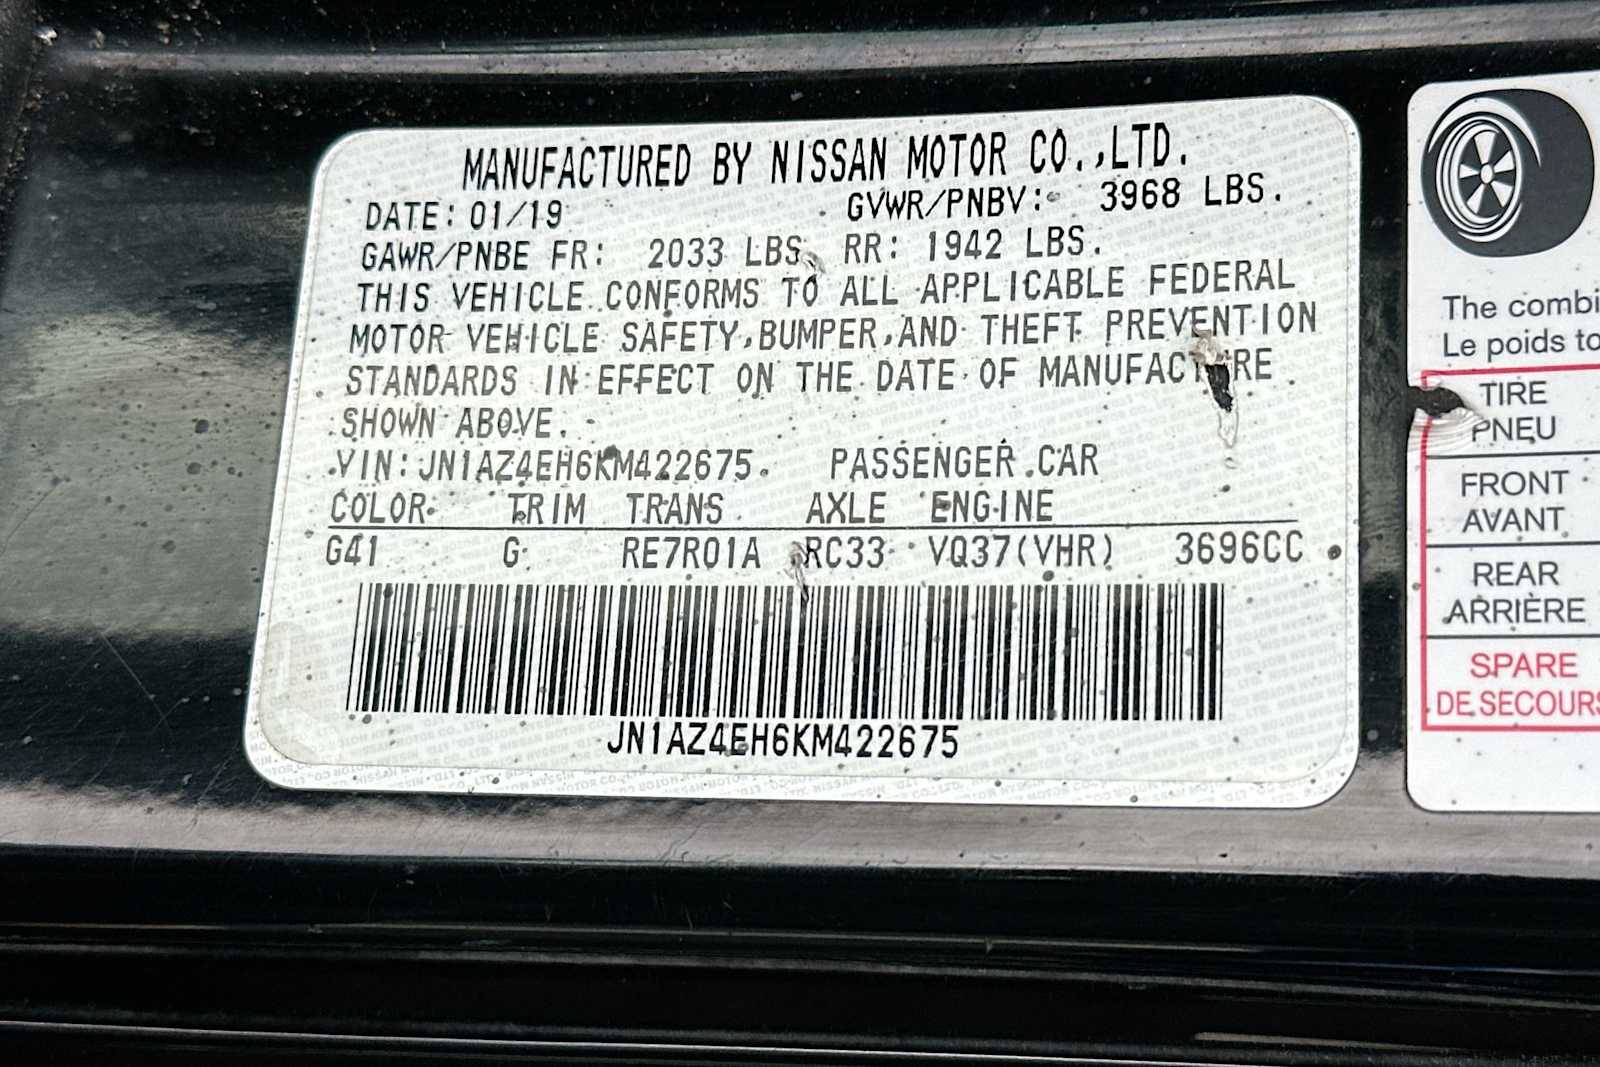 MANUFACTURED BY NISSAN MOTOR CO.,LTD.
DATE: 01/19 GVWR/PNBV: 3968 LBS.
GAWR/PNBE FR: 2033 LBS. RR: 1942 LBS.
THIS VEHICLE CONFORMS TO ALL APPLICABLE FEDERAL
MOTOR VEHICLE SAFETY,BUMPER,AND THEFT PREVENTION
STANDARDS IN EFFECT ON THE DATE OF MANUFACTURE
SHOWN ABOVE.
VIN: JN1AZ4EH6KM422675 PASSENGER CAR
COLOR TRIM TRANS AXLE ENGINE
G41 G RE7R01A RC33 VQ37(VHR) 3696CC
JN1AZ4EH6KM422675
The combi
Le poids to
TIRE
PNEU
FRONT
AVANT
REAR
ARRIÈRE
SPARE
DE SECOURS